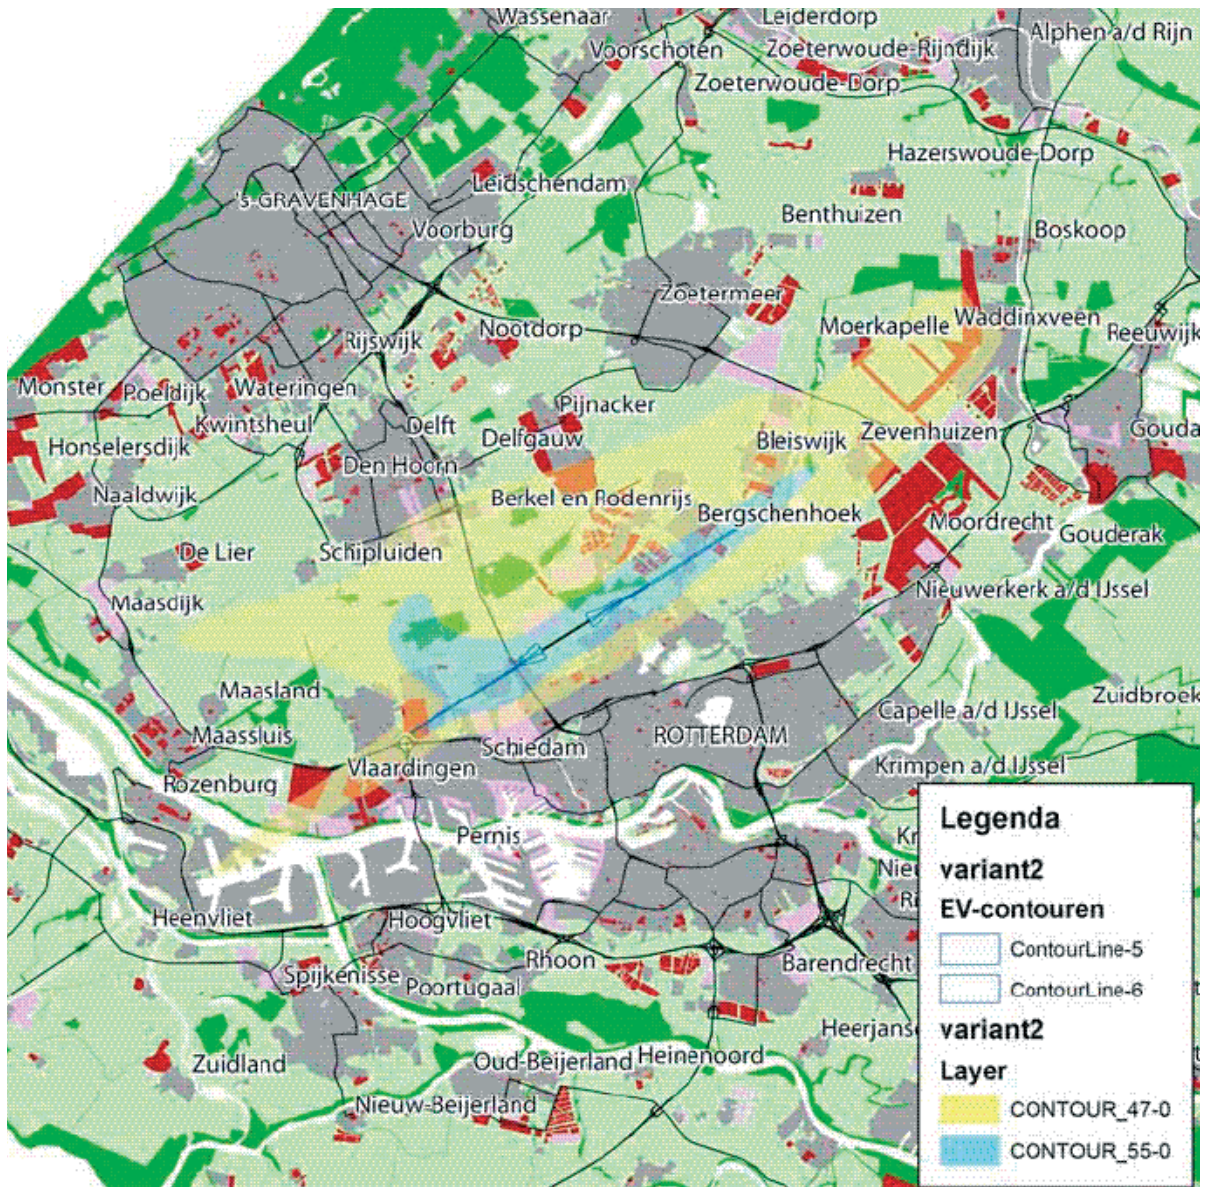 Wassenaar
Leiderdorp
Alphen a/d Rijn
Voorschoten
Zoeterwoude-Rijndijk
Zoeterwoude-Dorp
Hazerswoude-Dorp
Leidschendam
's-GRAVENHAGE
Benthuizen
Voorburg
Boskoop
Zoetermeer
Nootdorp
Moerkapelle
Waddinxveen
Reeuwijk
Rijswijk
Monster
Poeldijk
Wateringen
Pijnacker
Kwintsheul
Delft
Delfgauw
Bleiswijk
Zevenhuizen
Gouda
Honselersdijk
Den Hoorn
Naaldwijk
Berkel en Rodenrijs
Bergschenhoek
Moordrecht
Gouderak
De Lier
Schipluiden
Maasdijk
Nieuwerkerk a/d IJssel
Maasland
Zuidbroek
Capelle a/d IJssel
Maassluis
Schiedam
ROTTERDAM
Vlaardingen
Krimpen a/d IJssel
Rozenburg
Pernis
Kr
Nieu
Ri
Heenvliet
Hoogvliet
Rhoon
Barendrecht
Spijkenisse
Poortugaal
Heerjans
Zuidland
Oud-Beijerland
Heinenoord
Nieuw-Beijerland
Legenda
variant2
EV-contouren
ContourLine-5
ContourLine-6
variant2
Layer
CONTOUR_47-0
CONTOUR_55-0